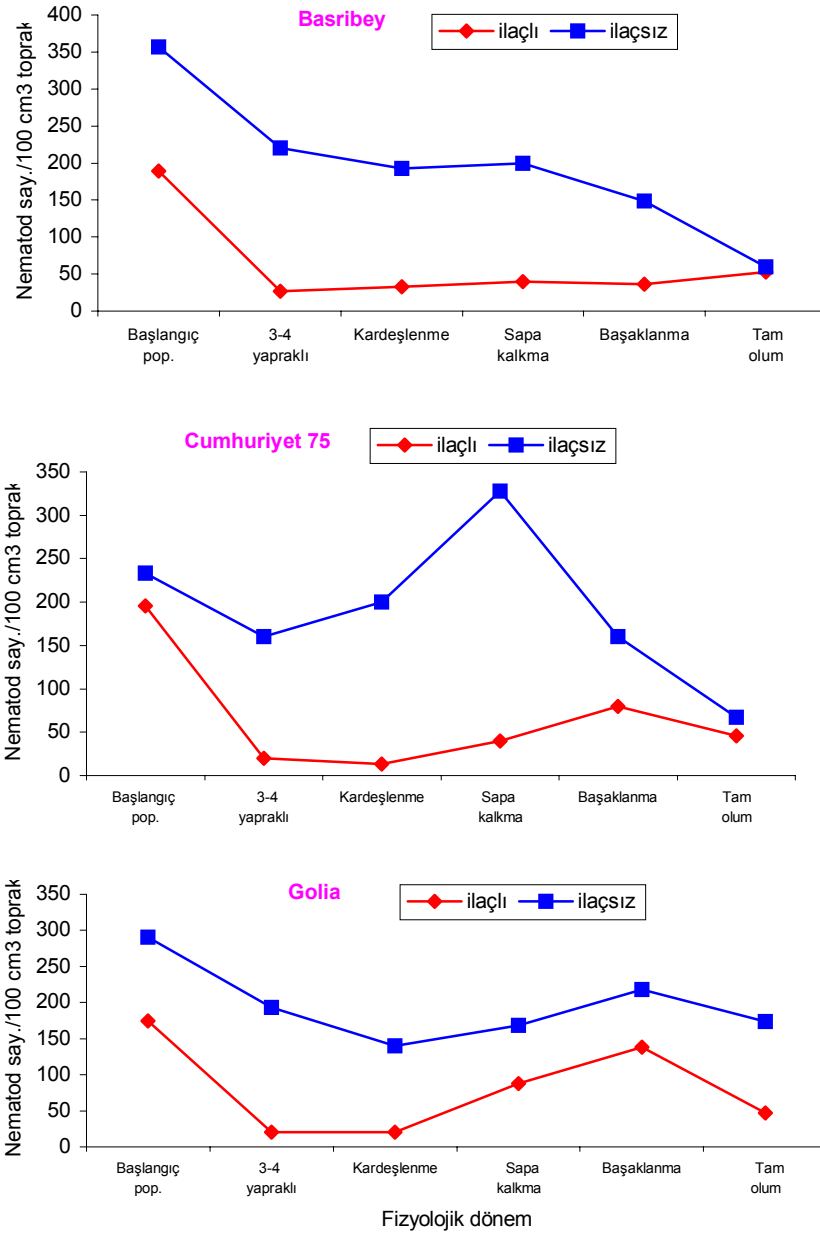 Basribey
ilaçlı ilaçsız
Nematod say./100 cm3 toprak
400
350
300
250
200
150
100
50
0
Başlangıç pop.
3-4 yapraklı
Kardeşlenme
Sapa kalkma
Başaklanma
Tam olum
Cumhuriyet 75
ilaçlı ilaçsız
Nematod say./100 cm3 toprak
350
300
250
200
150
100
50
0
Başlangıç pop.
3-4 yapraklı
Kardeşlenme
Sapa kalkma
Başaklanma
Tam olum
Golia
ilaçlı ilaçsız
Nematod say./100 cm3 toprak
350
300
250
200
150
100
50
0
Başlangıç pop.
3-4 yapraklı
Kardeşlenme
Sapa kalkma
Başaklanma
Tam olum
Fizyolojik dönem